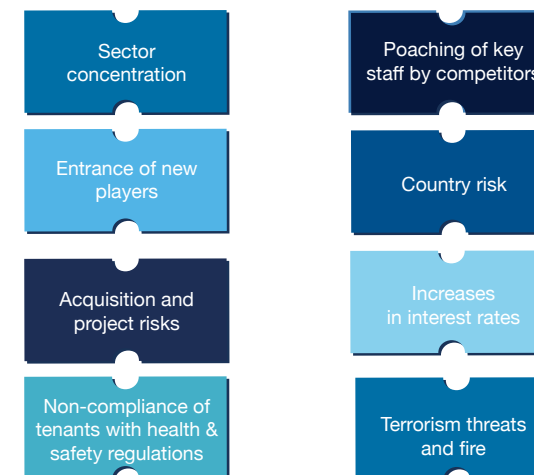 Sector
concentration
Entrance of new
players
Acquisition and
project risks
Non-compliance of
tenants with health &
safety regulations
Poaching of key
staff by competitors
Country risk
Increases
in interest rates
Terrorism threats
and fire